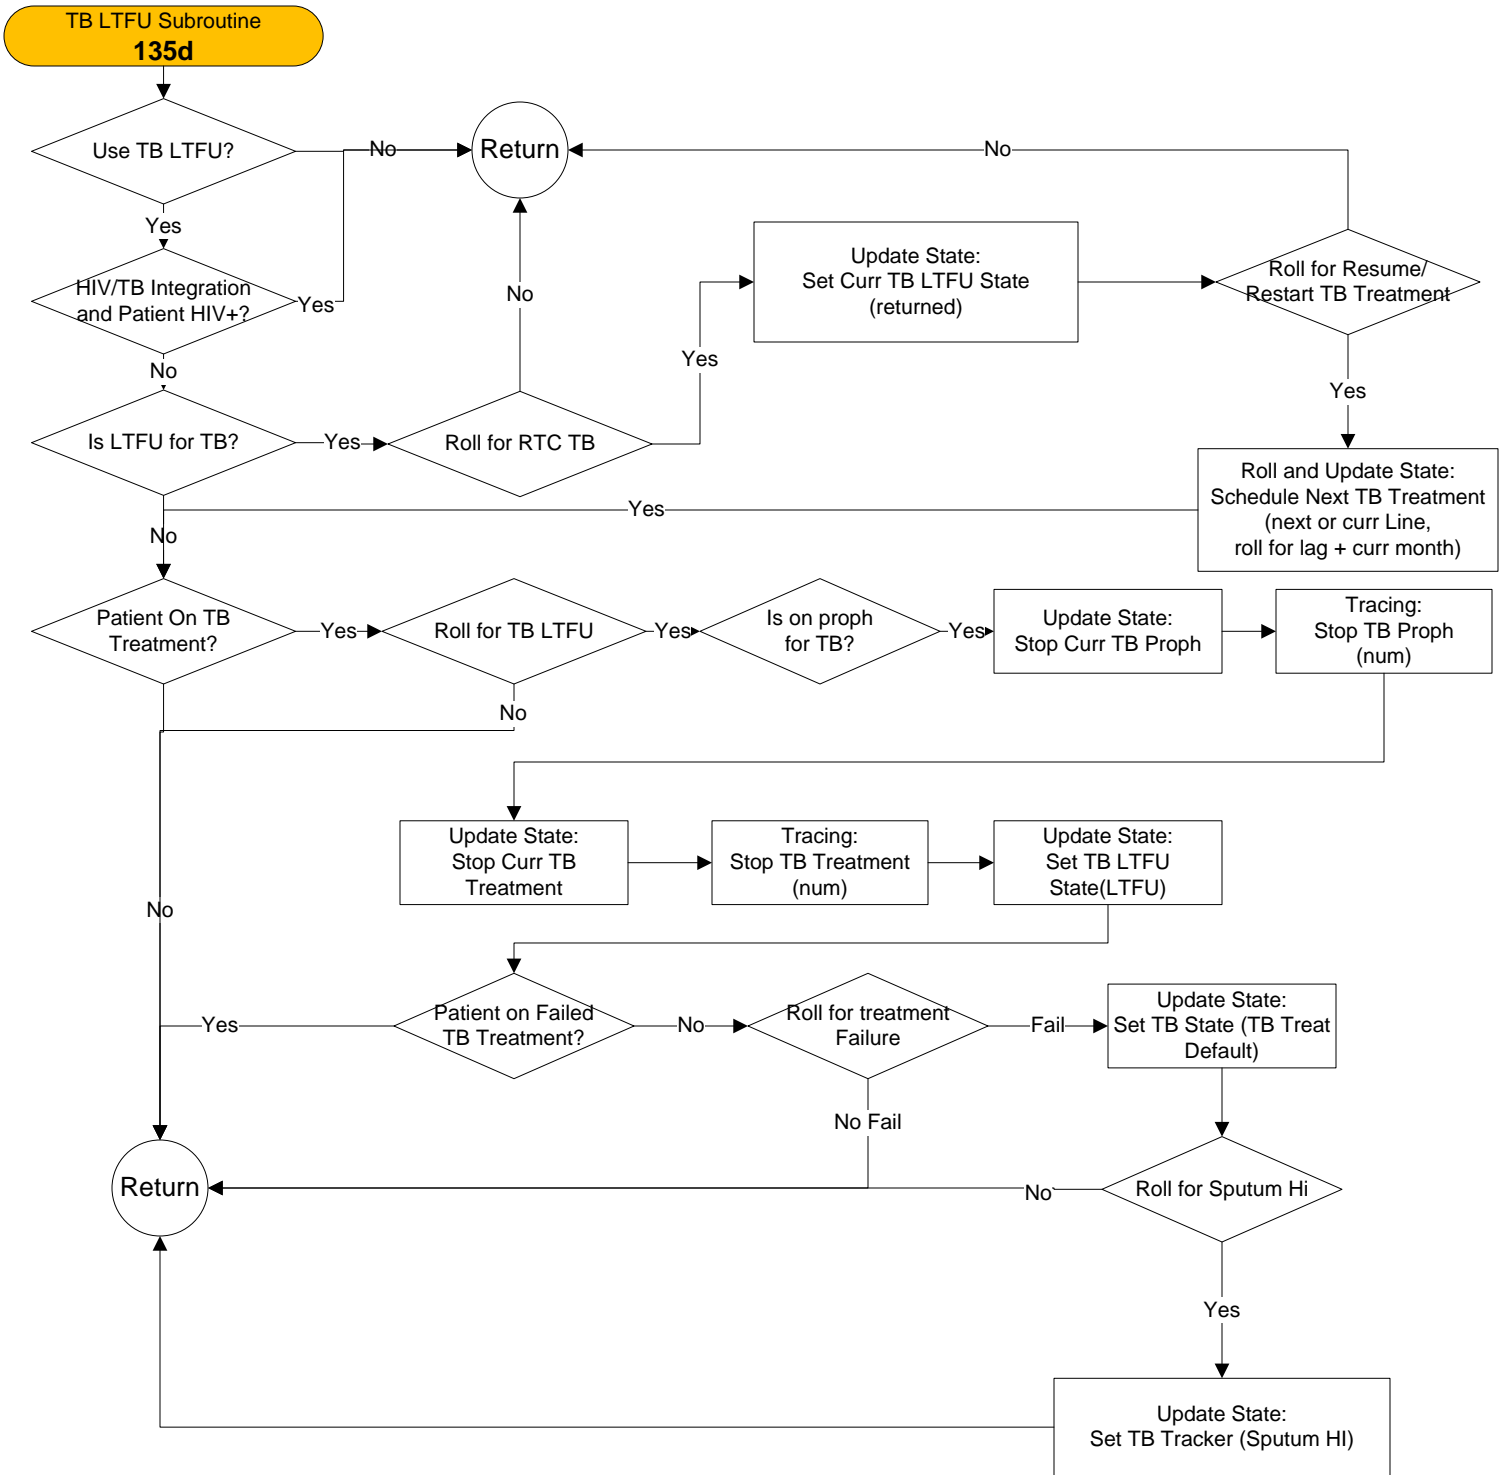 TB LTFU Subroutine
135d
Use TB LTFU?
No
Return
No
Yes
HIV/TB Integration
and Patient HIV+?
Yes
No
Update State:
Set Curr TB LTFU State
(returned)
Roll for Resume/
Restart TB Treatment
No
Yes
Yes
Is LTFU for TB?
Yes
Roll for RTC TB
Roll and Update State:
Schedule Next TB Treatment
(next or curr Line,
roll for lag + curr month)
Yes
No
Patient On TB
Treatment?
Yes
Roll for TB LTFU
Yes
Is on proph
for TB?
Yes
Update State:
Stop Curr TB Proph
Tracing:
Stop TB Proph
(num)
No
Update State:
Stop Curr TB
Treatment
Tracing:
Stop TB Treatment
(num)
Update State:
Set TB LTFU
State(LTFU)
No
Yes
Patient on Failed
TB Treatment?
No
Roll for treatment
Failure
Fail
Update State:
Set TB State (TB Treat
Default)
No Fail
Return
No
Roll for Sputum Hi
Yes
Update State:
Set TB Tracker (Sputum HI)